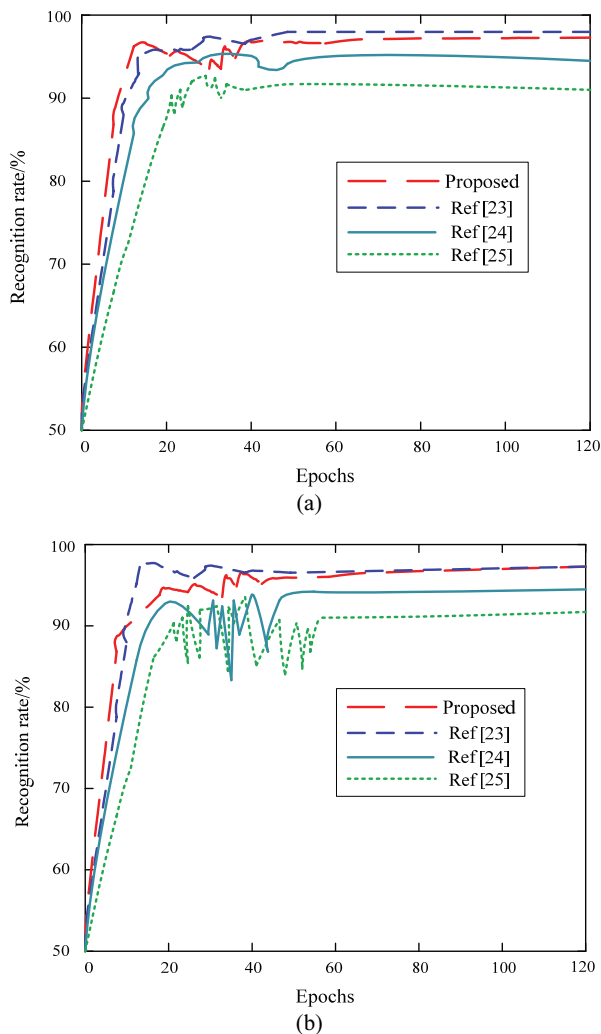 100
90
80
70
60
50
Recognition rate/%
Proposed
Ref [23]
Ref [24]
Ref [25]
0 20 40 60 80 100 120
Epochs
(a)
100
90
80
70
60
50
Recognition rate/%
Proposed
Ref [23]
Ref [24]
Ref [25]
0 20 40 60 80 100 120
Epochs
(b)